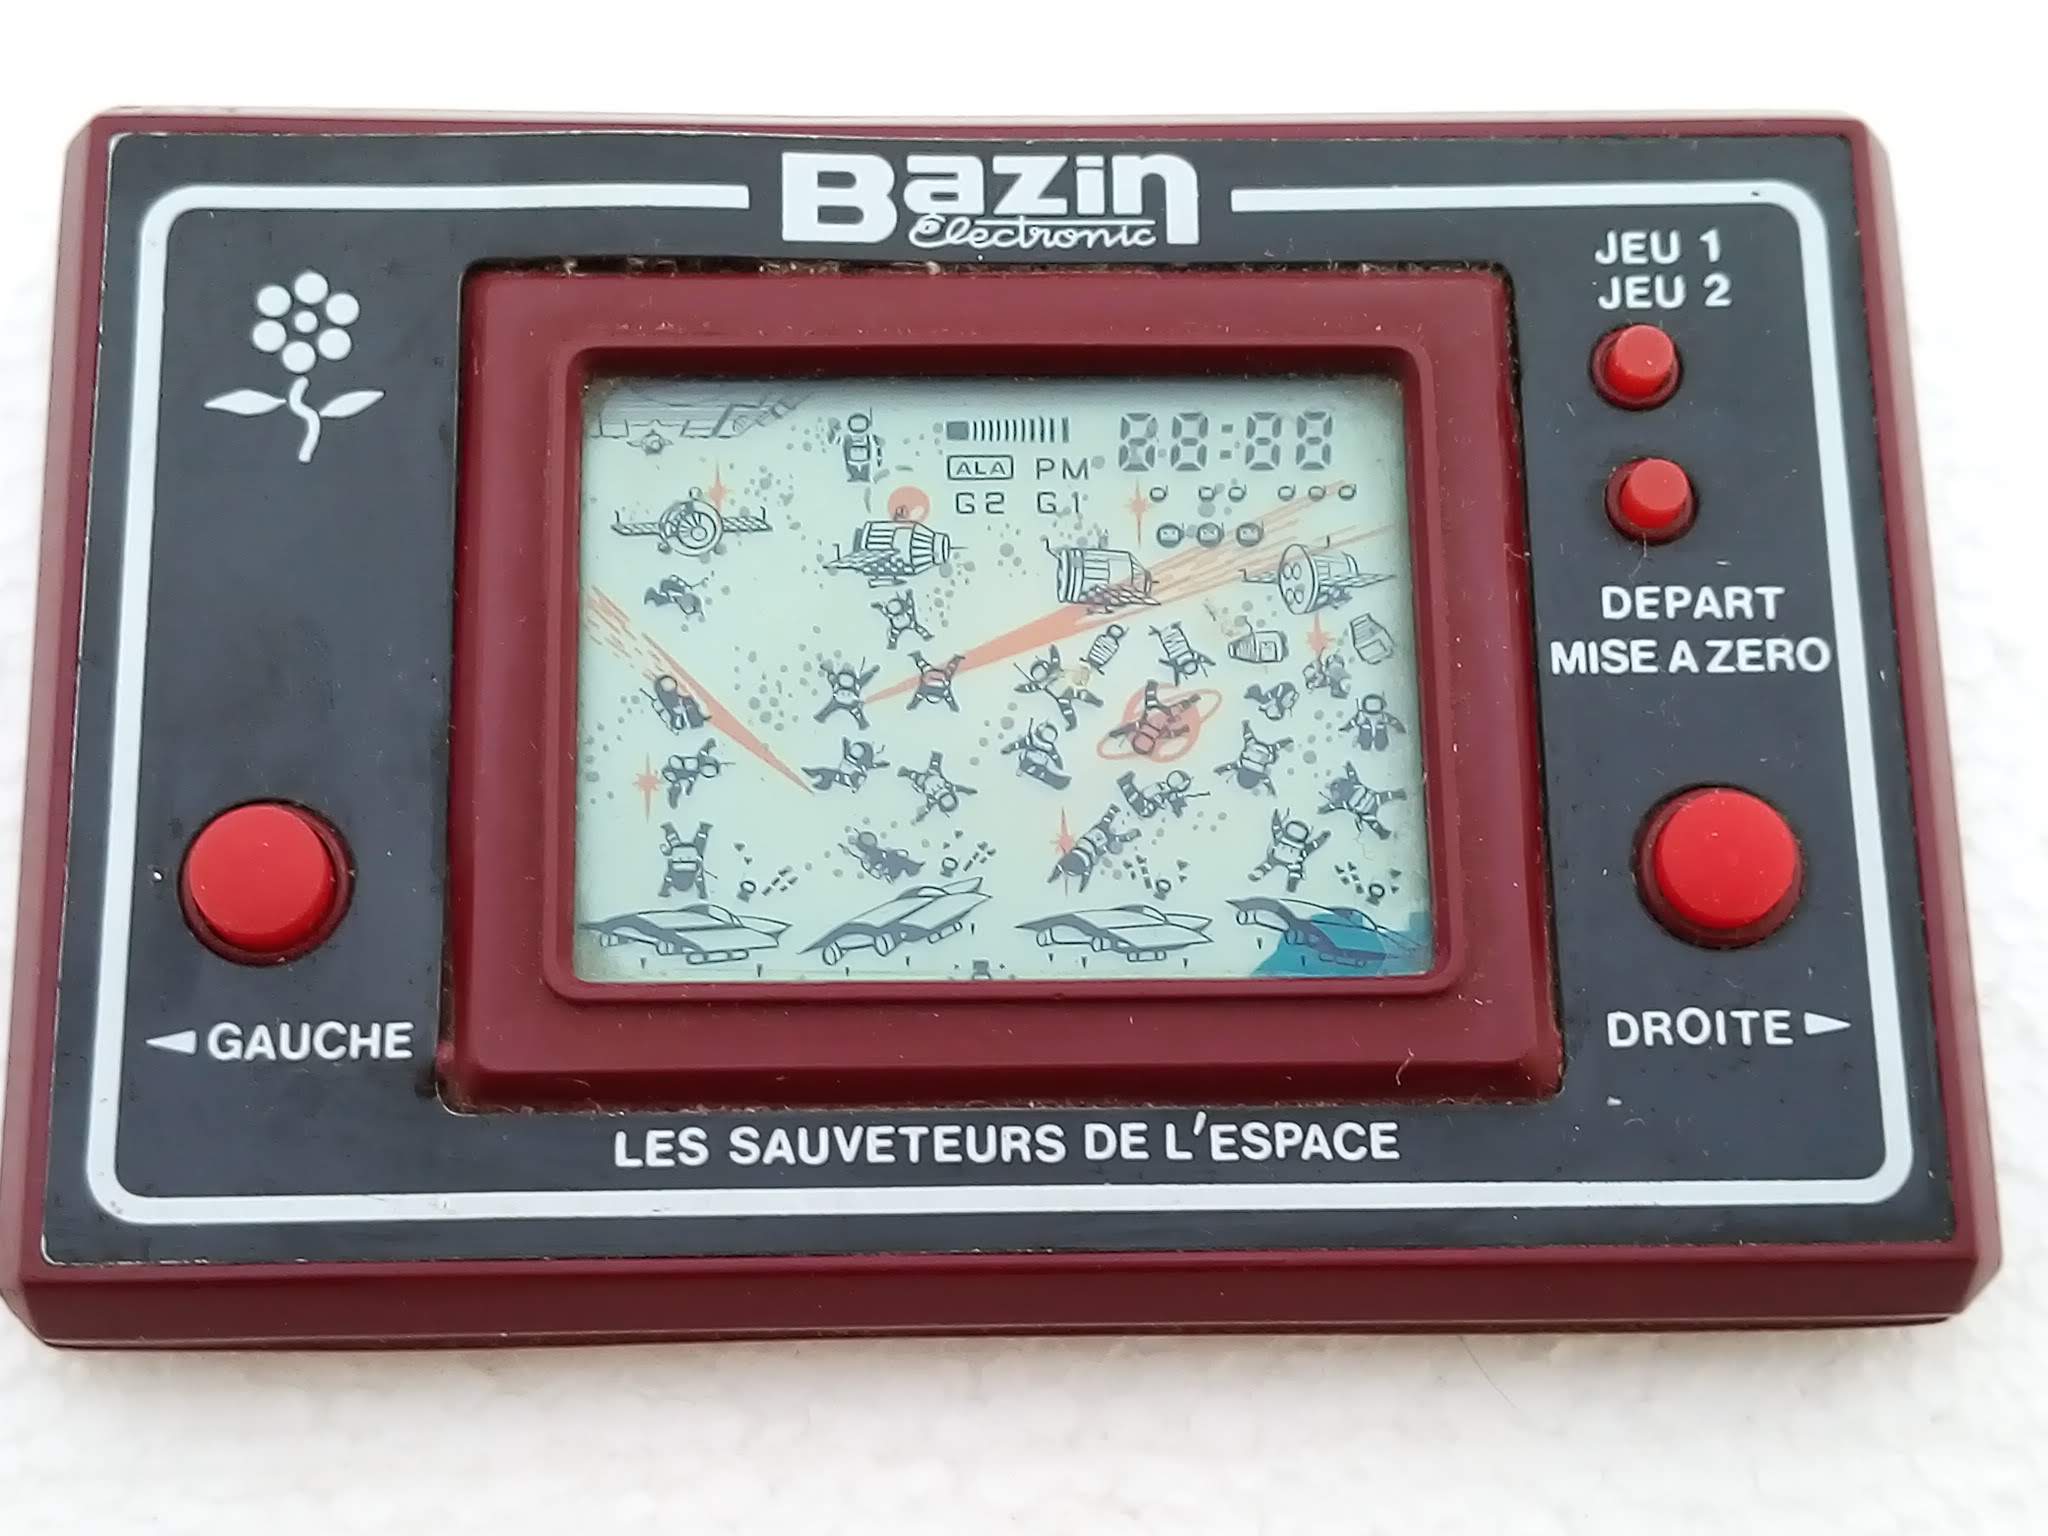 Bazin
Electronic
JEU 1
JEU 2
88:88
ALA PM
G2 G1
DEPART
MISE A ZERO
GAUCHE
DROITE
LES SAUVETEURS DE L'ESPACE